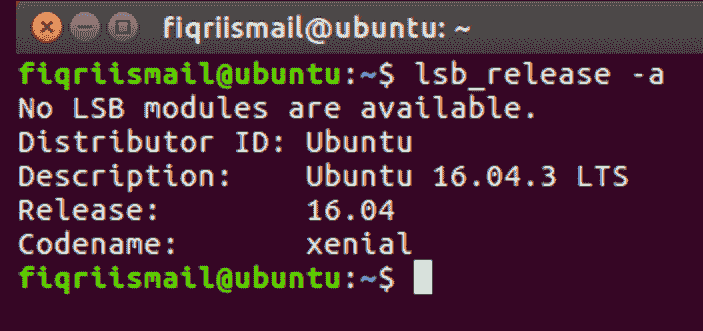 fiqriismail@ubuntu: ~
fiqriismail@ubuntu:~$ lsb_release -a
No LSB modules are available.
Distributor ID: Ubuntu
Description:    Ubuntu 16.04.3 LTS
Release:        16.04
Codename:       xenial
fiqriismail@ubuntu:~$